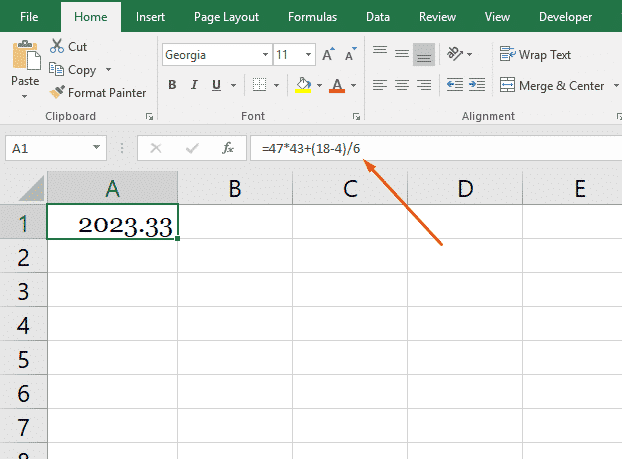 File Home Insert Page Layout Formulas Data Review View Developer
Paste
Cut
Copy
Format Painter
Georgia 11 A A
B I U A
ab
Wrap Text
Merge & Center
Clipboard Font Alignment
A1 fx =47*43+(18-4)/6
A B C D E
1 2023.33
2
3
4
5
6
7
8